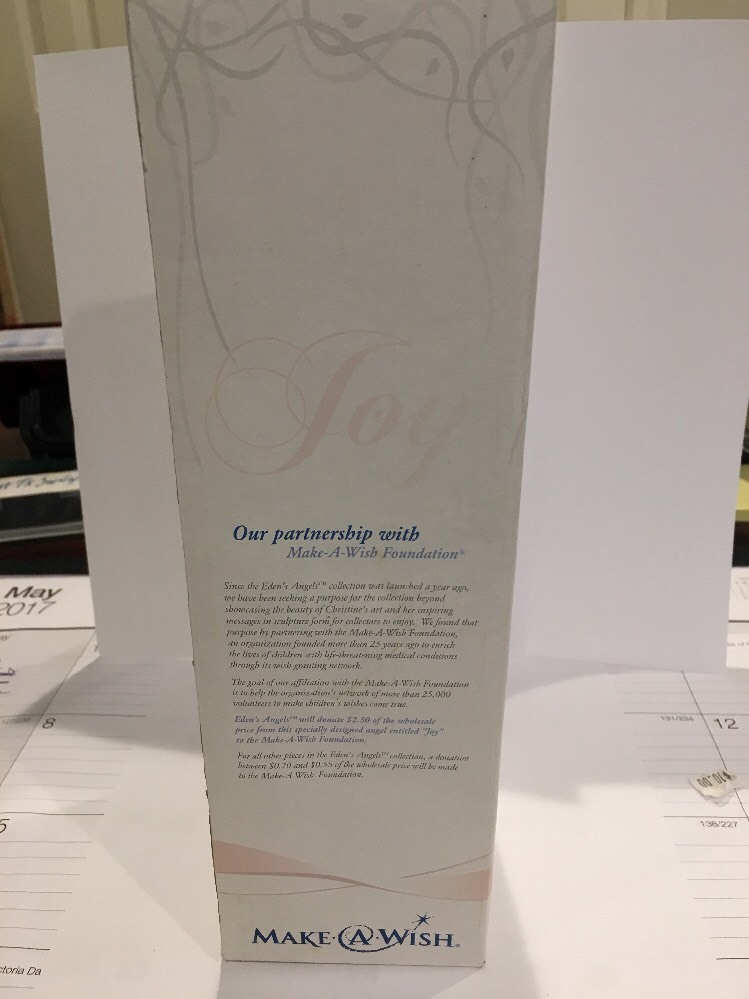 Joy
Our partnership with
Make-A-Wish Foundation®
Since the Eden's Angels™ collection was launched a year ago,
we have been seeking a purpose for the collection beyond
showcasing the beauty of Christine's art and her inspiring
messages in sculpture form for collectors to enjoy. We found that
purpose by partnering with the Make-A-Wish Foundation,
an organization founded more than 25 years ago to enrich
the lives of children with life-threatening medical conditions
through its wish granting network.
The goal of our affiliation with the Make-A-Wish Foundation
is to help the organization's network of more than 25,000
volunteers to make children's wishes come true.
Eden's Angels™ will donate $2.50 of the wholesale
price from this specially designed angel entitled "Joy"
to the Make-A-Wish Foundation.
For all other pieces in the Eden's Angels™ collection, a donation
between $0.20 and $0.55 of the wholesale price will be made
to the Make-A-Wish Foundation.
MAKE·A·WISH®
May
2017
8
5
ctoria Da
131/234
12
$10.00
138/227